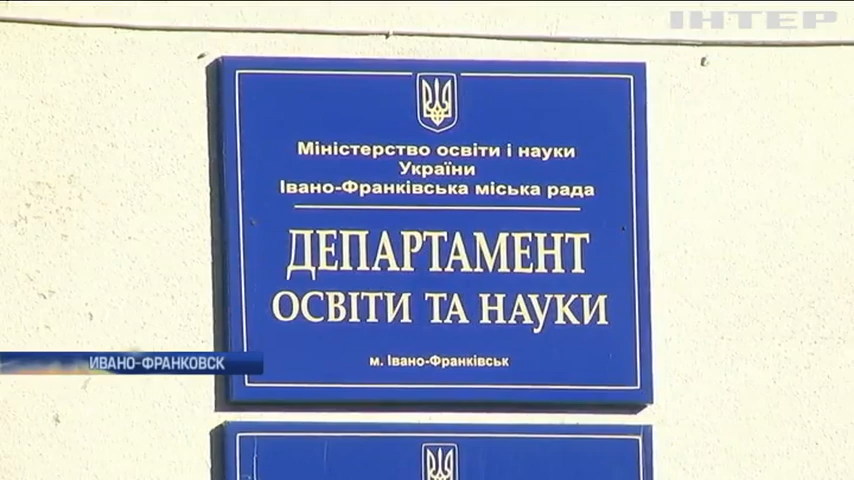 ІНТЕР
Міністерство освіти і науки
України
Івано-Франківська міська рада
ДЕПАРТАМЕНТ
ОСВІТИ ТА НАУКИ
м. Івано-Франківськ
ИВАНО-ФРАНКОВСК